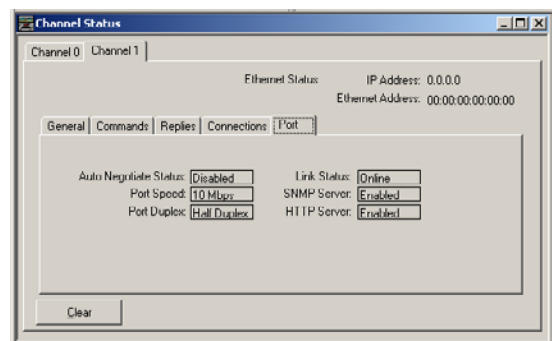 Channel Status
Channel 0 Channel 1
Ethernet Status: IP Address: 0.0.0.0
Ethernet Address: 00:00:00:00:00:00
General Commands Replies Connections Port
Auto Negotiate Status: Disabled Link Status: Online
Port Speed: 10 Mbps SNMP Server: Enabled
Port Duplex: Half Duplex HTTP Server: Enabled
Clear